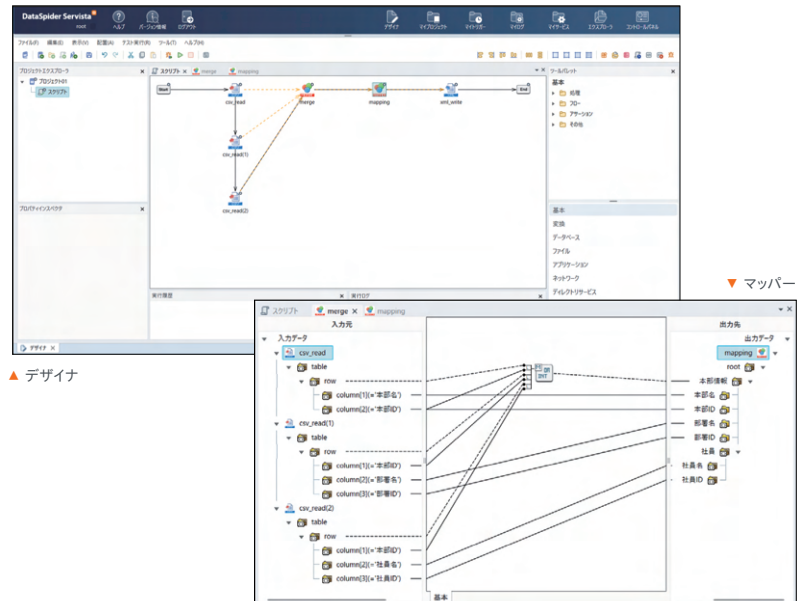 DataSpider Servista
root
ヘルプ
バージョン情報
ログアウト
デザイナ
マイプロジェクト
マイトリガー
マイログ
マイサービス
エクスプローラ
コントロールパネル
ファイル(F) 編集(E) 表示(V) 配置(A) テスト実行(R) ツール(T) ヘルプ(H)
プロジェクトエクスプローラ
プロジェクト01
スクリプト
スクリプト merge mapping
Start
csv_read
merge
mapping
xml_write
End
csv_read(1)
csv_read(2)
ツールパレット
基本
処理
フロー
アサーション
その他
プロパティインスペクタ
基本
変換
データベース
ファイル
アプリケーション
ネットワーク
ディレクトリサービス
実行履歴
実行ログ
デザイナ
▲ デザイナ
▼ マッパー
スクリプト merge mapping
入力元
出力先
入力データ
csv_read
table
row
column[1](='本部名')
column[2](='本部ID')
csv_read(1)
table
row
column[1](='本部ID')
column[2](='部署名')
column[3](='部署ID')
csv_read(2)
table
row
column[1](='本部ID')
column[2](='社員名')
column[3](='社員ID')
出力データ
mapping
root
本部情報
本部名
本部ID
部署名
部署ID
社員
社員名
社員ID
基本